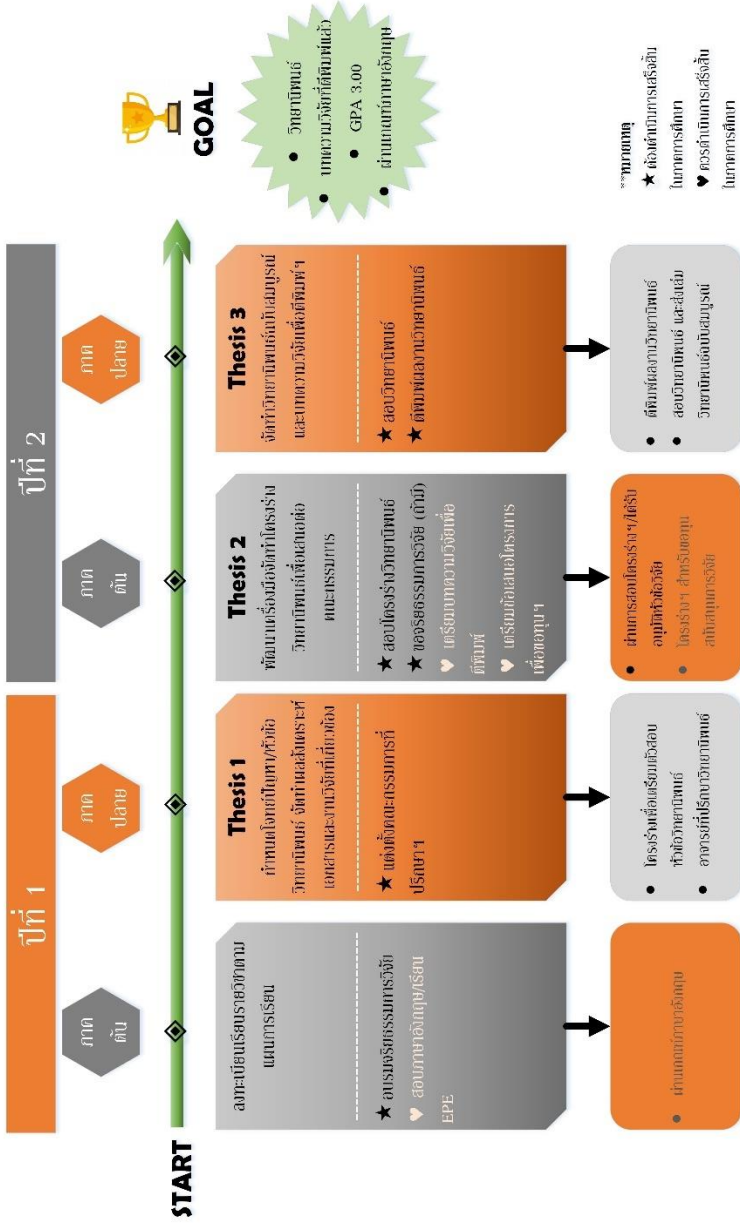 ปีที่ 1
ปีที่ 2
ภาค
ต้น
ภาค
ปลาย
ภาค
ต้น
ภาค
ปลาย
START
GOAL
ลงทะเบียนเรียนรายวิชาตาม
แผนการเรียน
★ อบรมจริยธรรมการวิจัย
♥ สอบภาษาอังกฤษ/เรียน
EPE
Thesis 1
กำหนดโจทย์ปัญหา/หัวข้อ
วิทยานิพนธ์ จัดทำผลสังเคราะห์
เอกสารและงานวิจัยที่เกี่ยวข้อง
★ แต่งตั้งคณะกรรมการที่
ปรึกษาฯ
Thesis 2
พัฒนาเครื่องมือจัดทำโครงร่าง
วิทยานิพนธ์เพื่อเสนอต่อ
คณะกรรมการ
★ สอบโครงร่างวิทยานิพนธ์
★ ขอจริยธรรมการวิจัย (ถ้ามี)
♥ เตรียมบทความวิจัยเพื่อ
ตีพิมพ์
♥ เตรียมข้อเสนอโครงการ
เพื่อขอทุนฯ
Thesis 3
จัดทำวิทยานิพนธ์ฉบับสมบูรณ์
และบทความวิจัยเพื่อตีพิมพ์ฯ
★ สอบวิทยานิพนธ์
★ ตีพิมพ์ผลงานวิทยานิพนธ์
● วิทยานิพนธ์
● บทความวิจัยที่ตีพิมพ์แล้ว
● GPA 3.00
● ผ่านเกณฑ์ภาษาอังกฤษ
● ผ่านเกณฑ์ภาษาอังกฤษ
● โครงร่างเพื่อเตรียมตัวสอบ
หัวข้อวิทยานิพนธ์
● อาจารย์ที่ปรึกษาวิทยานิพนธ์
● ผ่านการสอบโครงร่างฯ/ได้รับ
อนุมัติหัวข้อวิจัย
● โครงร่างฯ สำหรับขอทุน
สนับสนุนการวิจัย
● ตีพิมพ์ผลงานวิทยานิพนธ์
● สอบวิทยานิพนธ์ และส่งเล่ม
วิทยานิพนธ์ฉบับสมบูรณ์
**หมายเหตุ
★ ต้องดำเนินการเสร็จสิ้น
ในภาคการศึกษา
♥ ควรดำเนินการเสร็จสิ้น
ในภาคการศึกษา